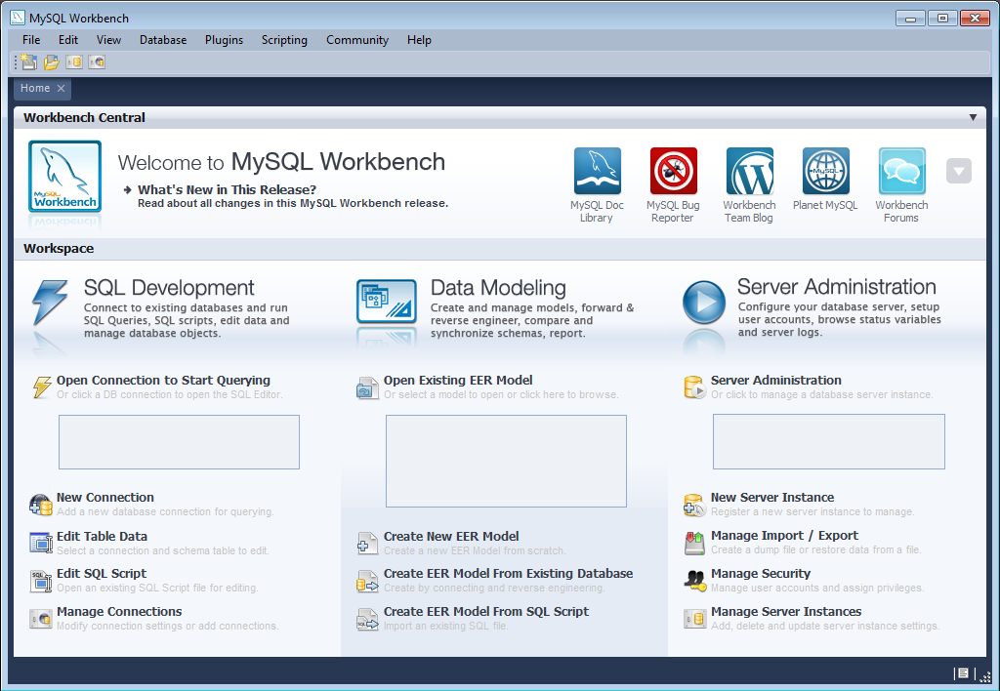 MySQL Workbench
File Edit View Database Plugins Scripting Community Help
Home
Workbench Central
MySQL
Workbench
Welcome to MySQL Workbench
What's New in This Release?
Read about all changes in this MySQL Workbench release.
MySQL Doc
Library
MySQL Bug
Reporter
Workbench
Team Blog
MySQL
Planet MySQL
Workbench
Forums
Workspace
SQL Development
Connect to existing databases and run
SQL Queries, SQL scripts, edit data and
manage database objects.
Open Connection to Start Querying
Or click a DB connection to open the SQL Editor.
New Connection
Add a new database connection for querying.
Edit Table Data
Select a connection and schema table to edit.
SQL
Edit SQL Script
Open an existing SQL Script file for editing.
Manage Connections
Modify connection settings or add connections.
Data Modeling
Create and manage models, forward &
reverse engineer, compare and
synchronize schemas, report.
Open Existing EER Model
Or select a model to open or click here to browse.
Create New EER Model
Create a new EER Model from scratch.
Create EER Model From Existing Database
Create by connecting and reverse engineering.
SQL
Create EER Model From SQL Script
Import an existing SQL file.
Server Administration
Configure your database server, setup
user accounts, browse status variables
and server logs.
Server Administration
Or click to manage a database server instance.
New Server Instance
Register a new server instance to manage.
Manage Import / Export
Create a dump file or restore data from a file.
Manage Security
Manage user accounts and assign privileges.
Manage Server Instances
Add, delete and update server instance settings.